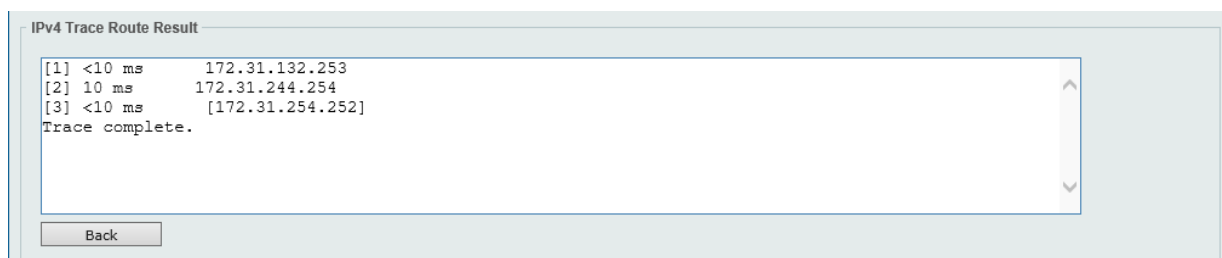 IPv4 Trace Route Result
[1] <10 ms      172.31.132.253
[2] 10 ms      172.31.244.254
[3] <10 ms      [172.31.254.252]
Trace complete.
Back